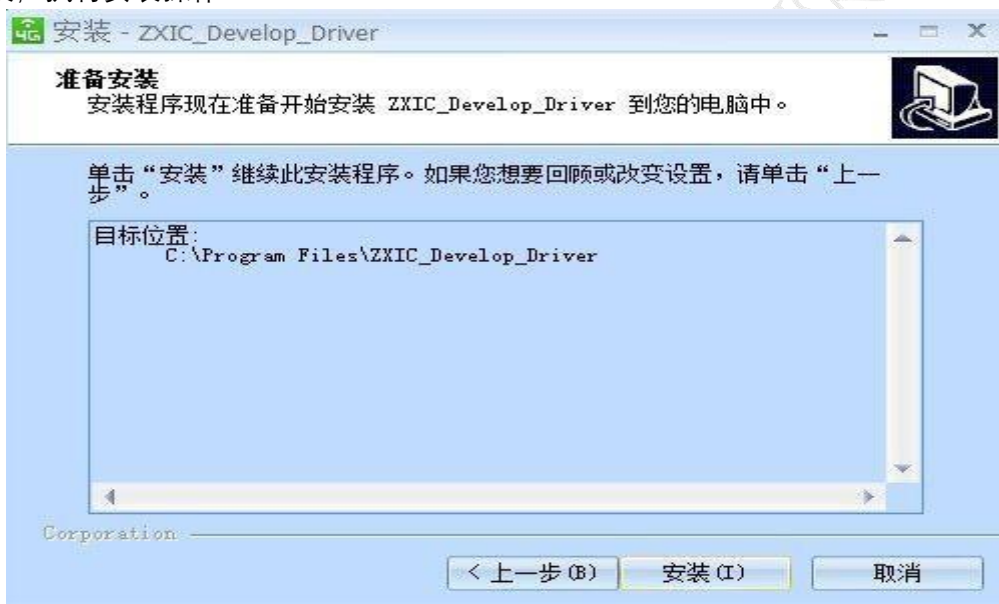 4G 安装 - ZXIC_Develop_Driver
准备安装
安装程序现在准备开始安装 ZXIC_Develop_Driver 到您的电脑中。
单击“安装”继续此安装程序。如果您想要回顾或改变设置，请单击“上一
步”。
目标位置:
C:\Program Files\ZXIC_Develop_Driver
Corporation
< 上一步(B)
安装(I)
取消